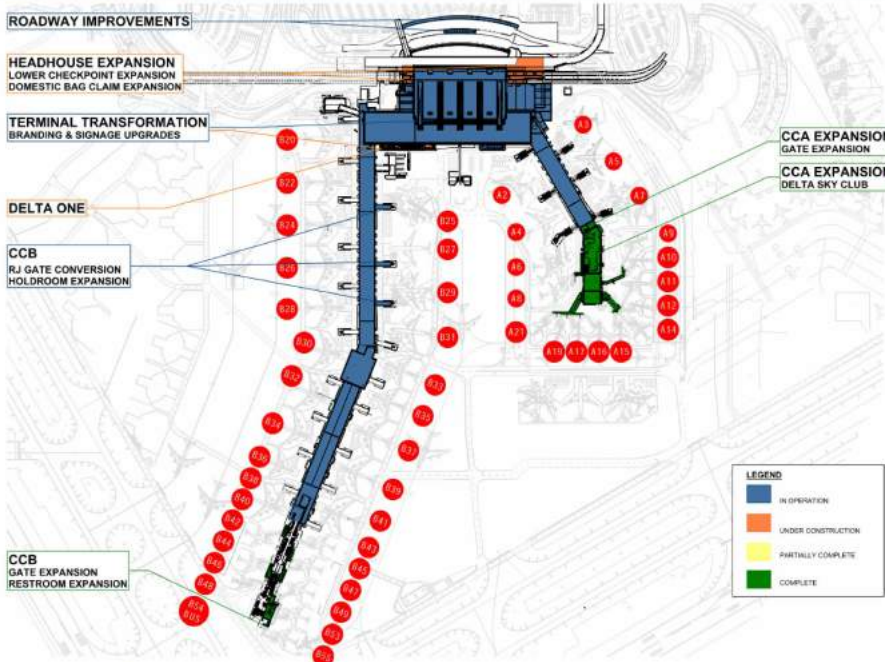 ROADWAY IMPROVEMENTS
HEADHOUSE EXPANSION
LOWER CHECKPOINT EXPANSION
DOMESTIC BAG CLAIM EXPANSION
TERMINAL TRANSFORMATION
BRANDING & SIGNAGE UPGRADES
DELTA ONE
CCB
RJ GATE CONVERSION
HOLDROOM EXPANSION
CCB
GATE EXPANSION
RESTROOM EXPANSION
B20
B22
B24
B26
B28
B30
B32
B34
B36
B38
B40
B42
B44
B46
B48
B54
BUS
B25
B27
B29
B31
B33
B35
B37
B39
B41
B43
B45
B47
B49
B53
B55
A2
A4
A6
A8
A21
A19
A17
A16
A15
A3
A5
A7
A9
A10
A11
A12
A14
CCA EXPANSION
GATE EXPANSION
CCA EXPANSION
DELTA SKY CLUB
LEGEND
IN OPERATION
UNDER CONSTRUCTION
PARTIALLY COMPLETE
COMPLETE